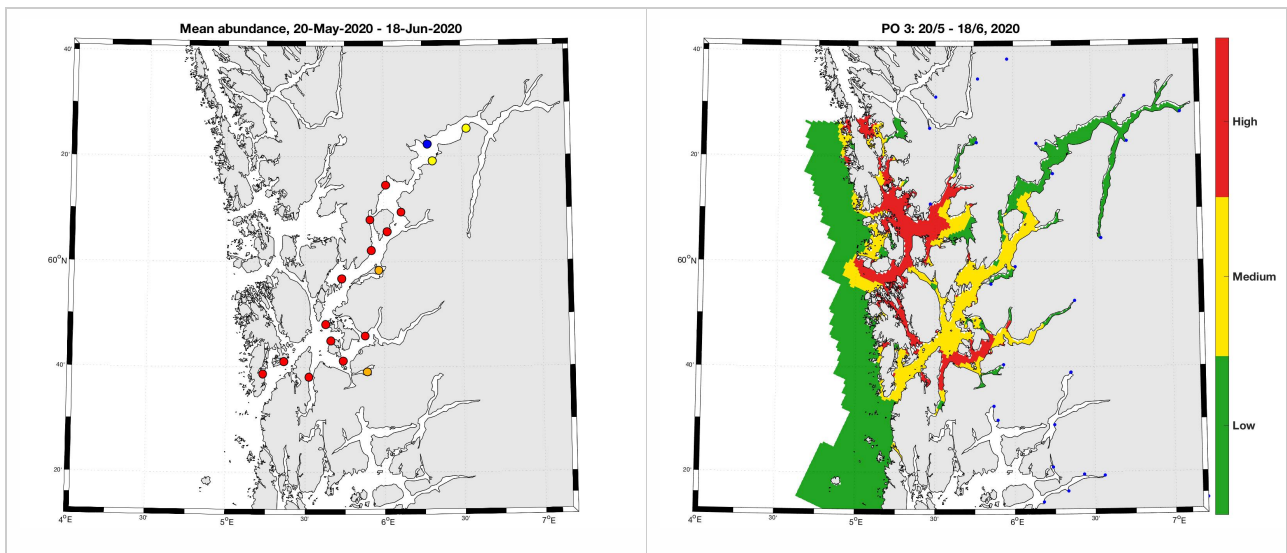 Mean abundance, 20-May-2020 - 18-Jun-2020
40'
20'
60°N
40'
20'
4°E
30'
5°E
30'
6°E
30'
7°E
PO 3: 20/5 - 18/6, 2020
40'
20'
60°N
40'
20'
4°E
30'
5°E
30'
6°E
30'
7°E
High
Medium
Low